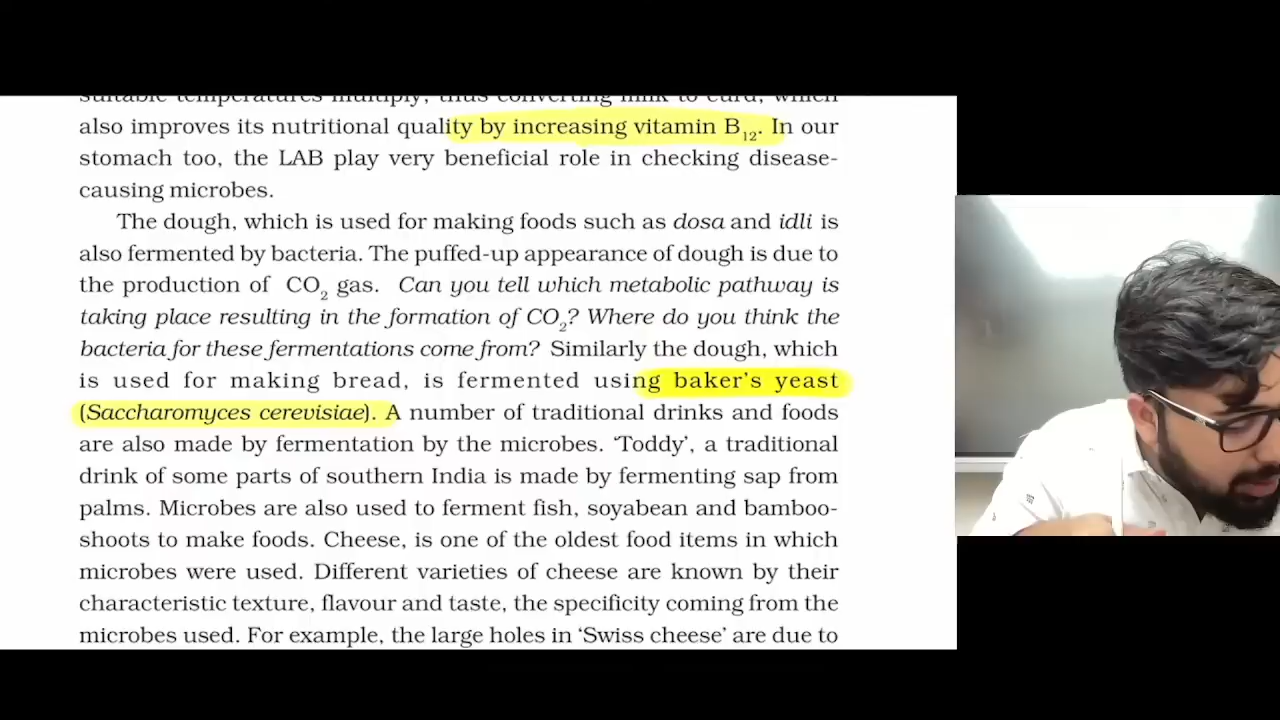 suitable temperatures multiply, thus converting milk to curd, which
also improves its nutritional quality by increasing vitamin B12. In our
stomach too, the LAB play very beneficial role in checking disease-
causing microbes.
The dough, which is used for making foods such as dosa and idli is
also fermented by bacteria. The puffed-up appearance of dough is due to
the production of CO2 gas. Can you tell which metabolic pathway is
taking place resulting in the formation of CO2? Where do you think the
bacteria for these fermentations come from? Similarly the dough, which
is used for making bread, is fermented using baker's yeast
(Saccharomyces cerevisiae). A number of traditional drinks and foods
are also made by fermentation by the microbes. 'Toddy', a traditional
drink of some parts of southern India is made by fermenting sap from
palms. Microbes are also used to ferment fish, soyabean and bamboo-
shoots to make foods. Cheese, is one of the oldest food items in which
microbes were used. Different varieties of cheese are known by their
characteristic texture, flavour and taste, the specificity coming from the
microbes used. For example, the large holes in 'Swiss cheese' are due to